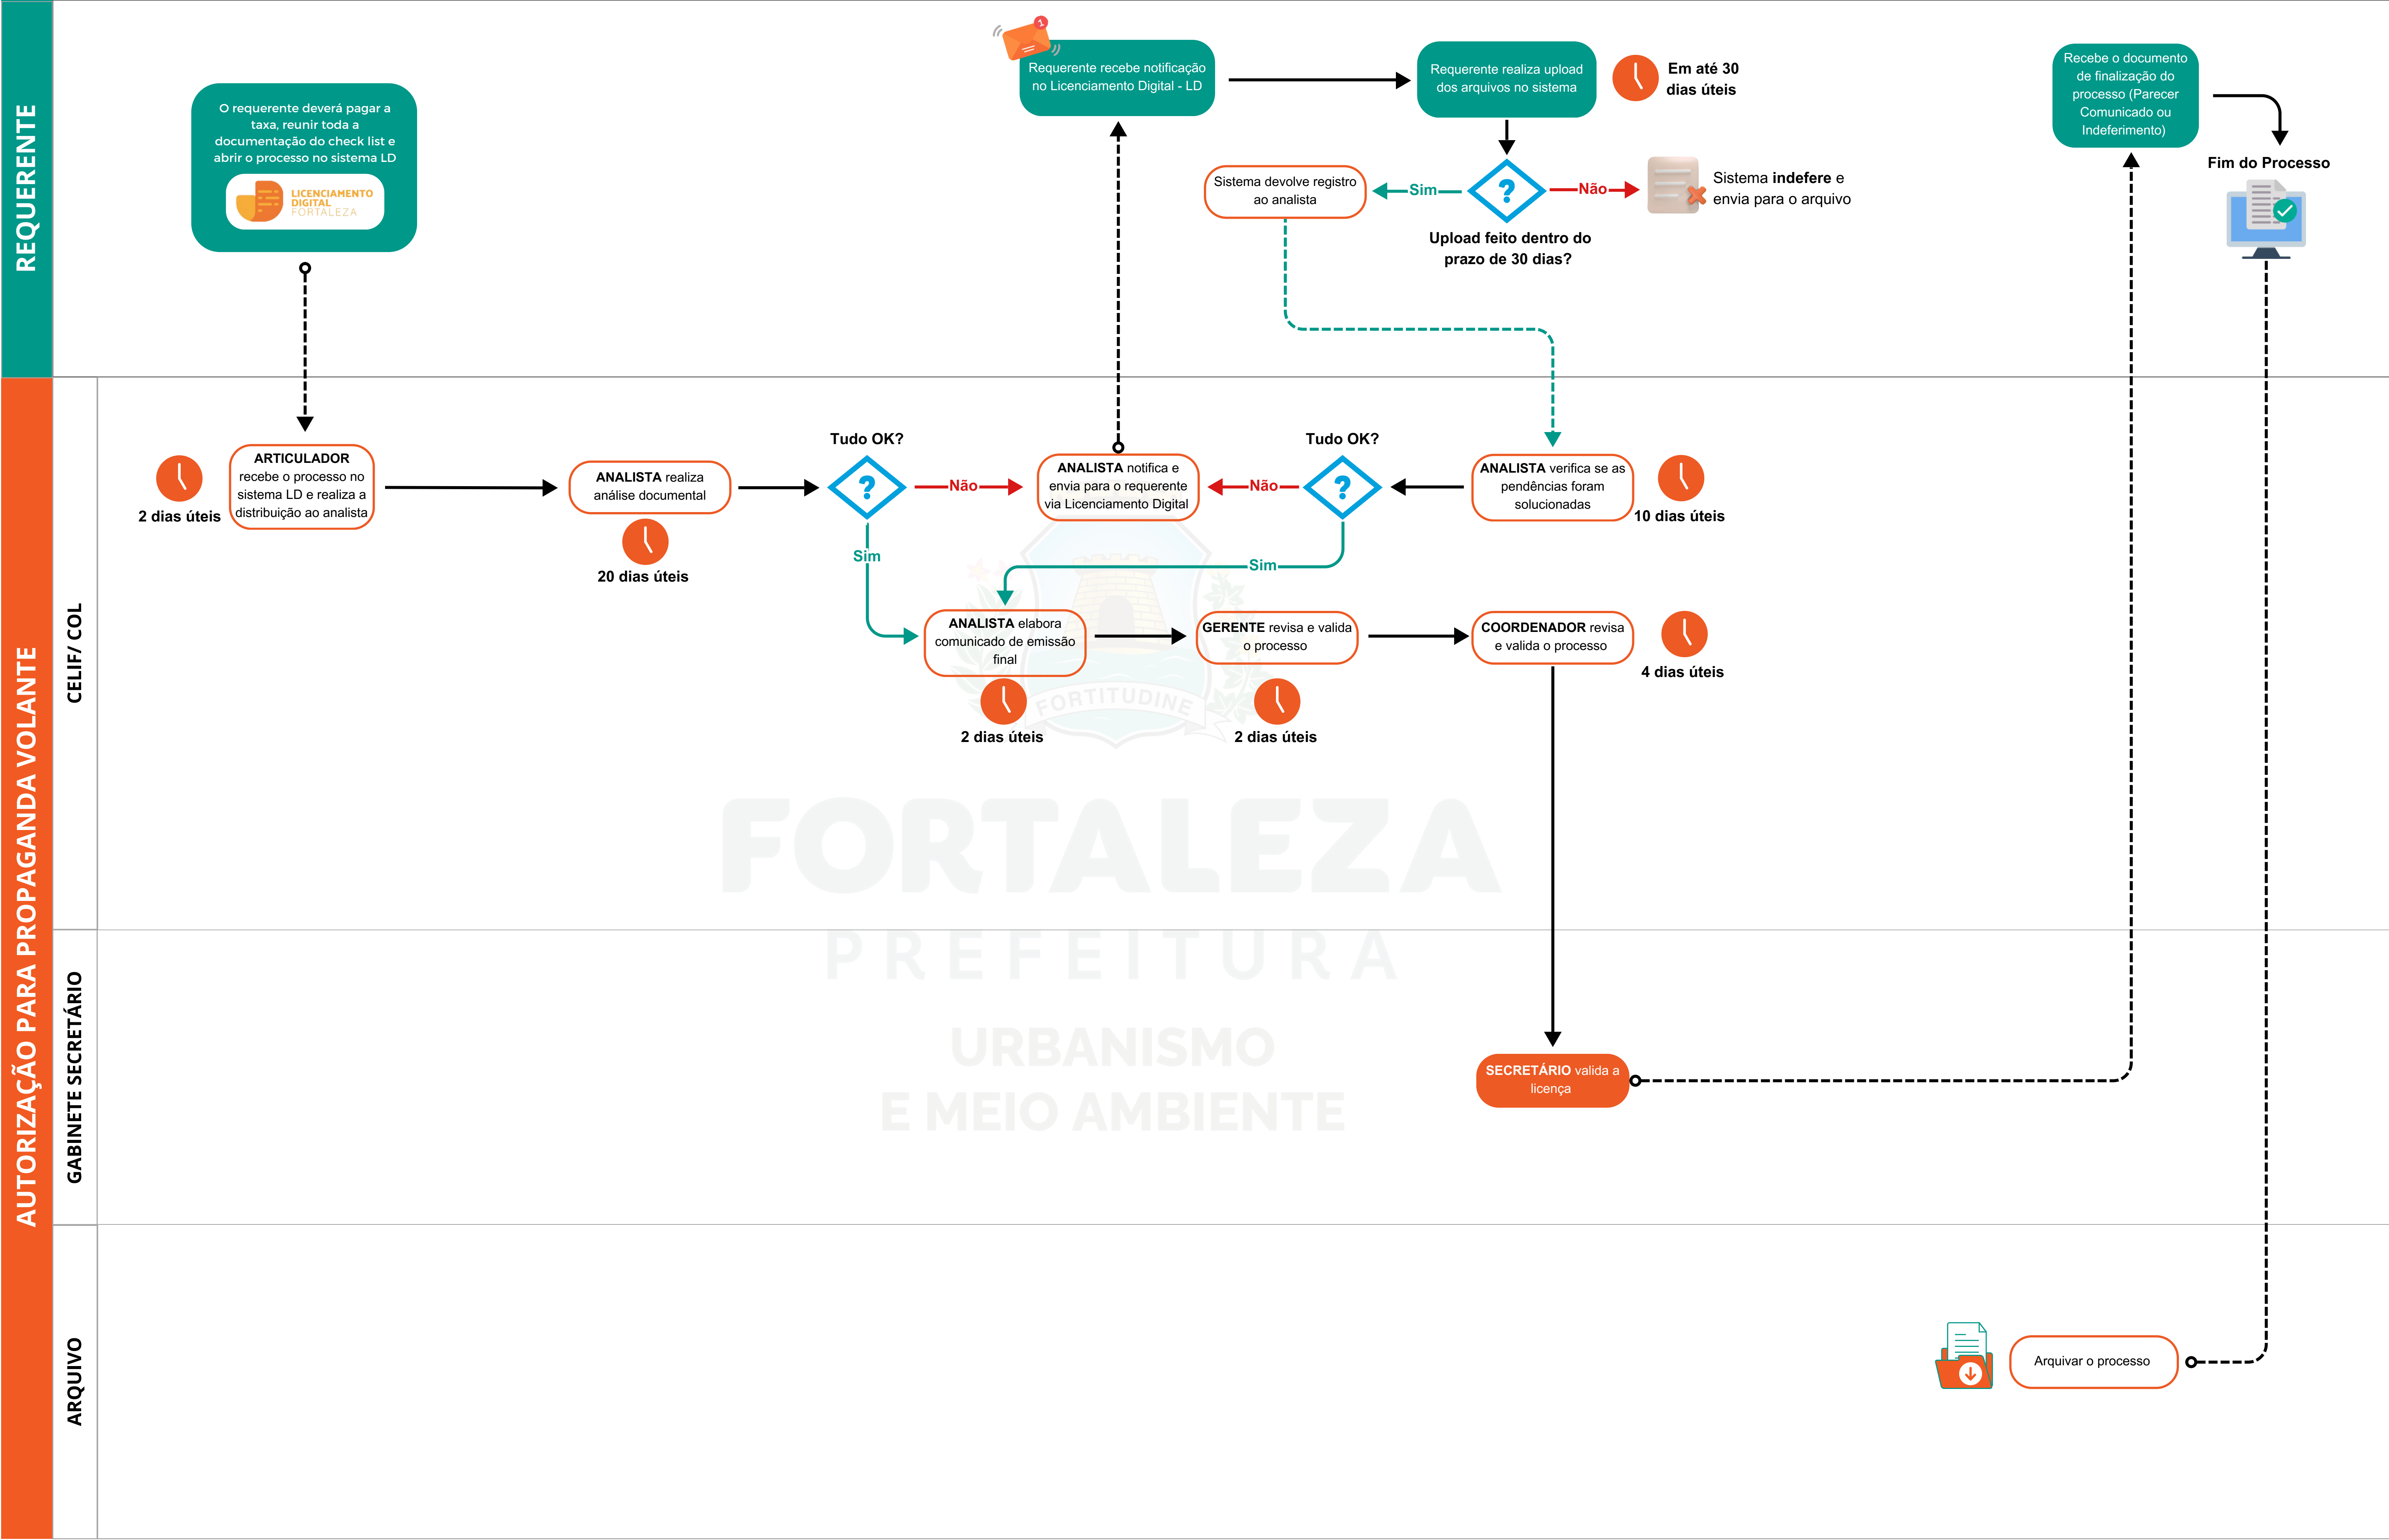 REQUERENTE
O requerente deverá pagar a
taxa, reunir toda a
documentação do check list e
abrir o processo no sistema LD
LICENCIAMENTO
DIGITAL
FORTALEZA
1
Requerente recebe notificação
no Licenciamento Digital - LD
Requerente realiza upload
dos arquivos no sistema
Em até 30
dias úteis
Sistema devolve registro
ao analista
Sim
?
Não
Sistema indefere e
envia para o arquivo
Upload feito dentro do
prazo de 30 dias?
Recebe o documento
de finalização do
processo (Parecer
Comunicado ou
Indeferimento)
Fim do Processo
AUTORIZAÇÃO PARA PROPAGANDA VOLANTE
CELIF/ COL
2 dias úteis
ARTICULADOR
recebe o processo no
sistema LD e realiza a
distribuição ao analista
ANALISTA realiza
análise documental
20 dias úteis
Tudo OK?
?
Não
Sim
ANALISTA notifica e
envia para o requerente
via Licenciamento Digital
Não
Tudo OK?
?
Sim
ANALISTA verifica se as
pendências foram
solucionadas
10 dias úteis
ANALISTA elabora
comunicado de emissão
final
2 dias úteis
GERENTE revisa e valida
o processo
2 dias úteis
COORDENADOR revisa
e valida o processo
4 dias úteis
FORTITUDINE
FORTALEZA
PREFEITURA
URBANISMO
E MEIO AMBIENTE
GABINETE SECRETÁRIO
SECRETÁRIO valida a
licença
ARQUIVO
Arquivar o processo